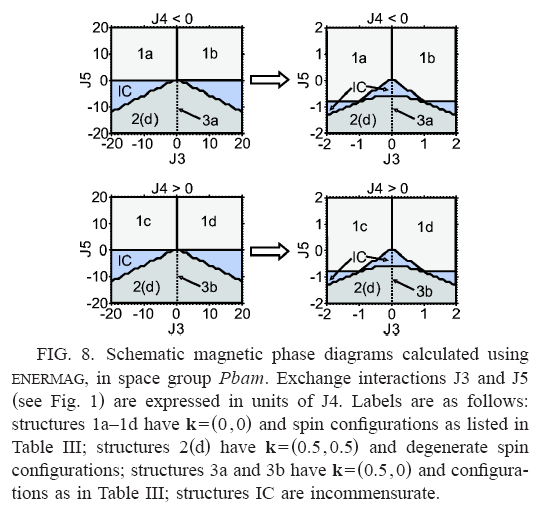 J4 < 0
J4 < 0
20
10
0
-10
-20
J5
1a
1b
IC
2(d)
3a
-20 -10 0 10 20
J3
2
1
0
-1
-2
J5
1a
1b
IC
2(d)
3a
-2 -1 0 1 2
J3
J4 > 0
J4 > 0
20
10
0
-10
-20
J5
1c
1d
IC
2(d)
3b
-20 -10 0 10 20
J3
2
1
0
-1
-2
J5
1c
1d
IC
2(d)
3b
-2 -1 0 1 2
J3
FIG. 8. Schematic magnetic phase diagrams calculated using
ENERMAG, in space group Pbam. Exchange interactions J3 and J5
(see Fig. 1) are expressed in units of J4. Labels are as follows:
structures 1a–1d have k=(0,0) and spin configurations as listed in
Table III; structures 2(d) have k=(0.5,0.5) and degenerate spin
configurations; structures 3a and 3b have k=(0.5,0) and configura-
tions as in Table III; structures IC are incommensurate.